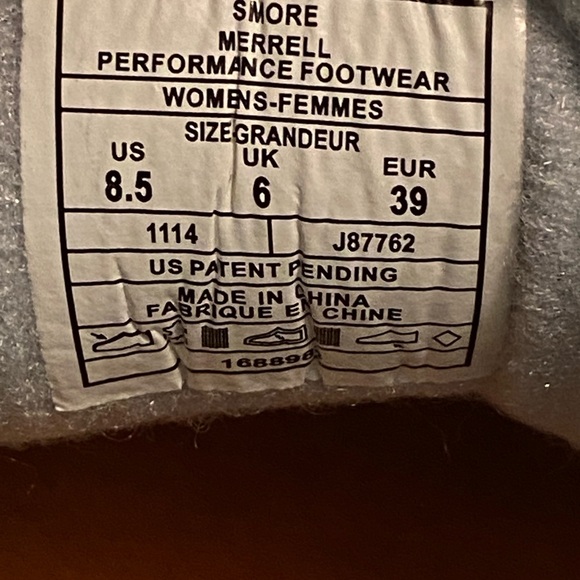 SMORE
MERRELL
PERFORMANCE FOOTWEAR
WOMENS-FEMMES
SIZE GRANDEUR
US UK EUR
8.5 6 39
1114 J87762
US PATENT PENDING
MADE IN CHINA
FABRIQUE EN CHINE